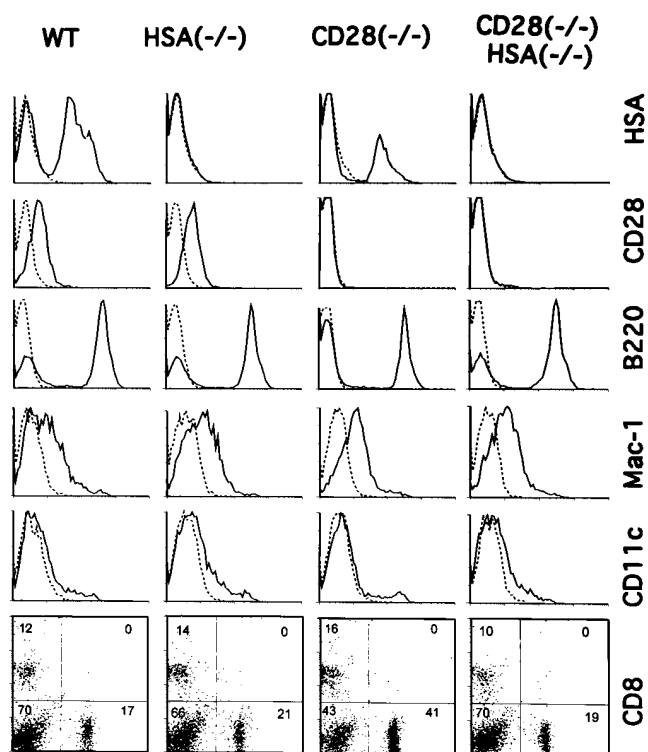 WT HSA(-/-) CD28(-/-) CD28(-/-)
HSA(-/-)
HSA
CD28
B220
Mac-1
CD11c
CD8
12 0 14 0 16 0 10 0
70 17 66 21 43 41 70 19